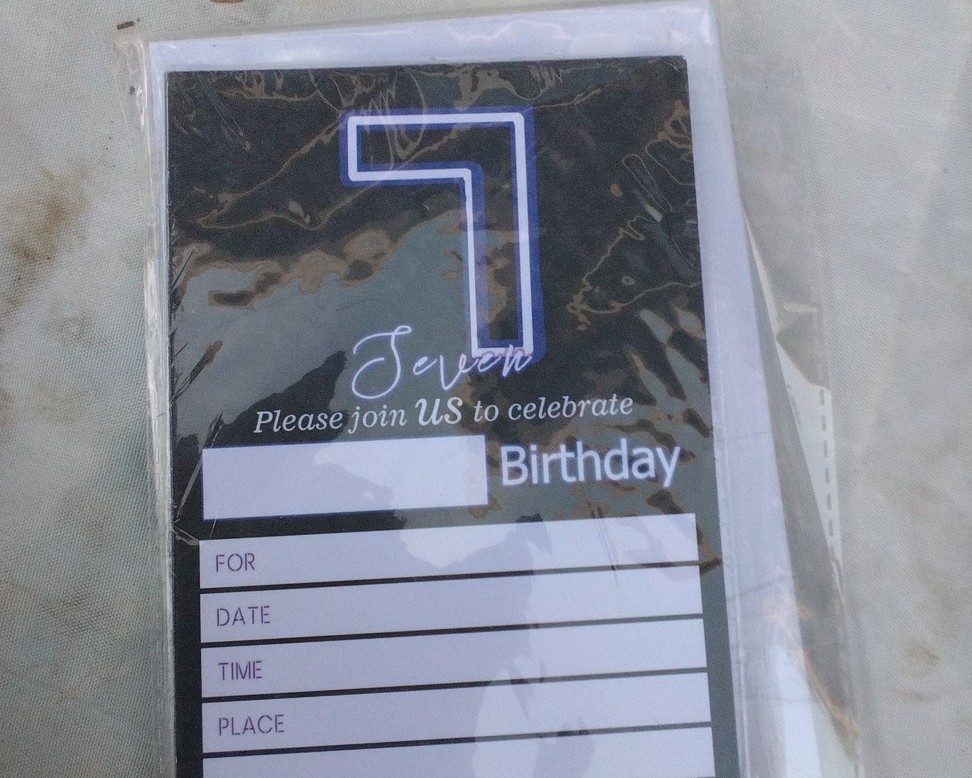 7
Seven
Please join us to celebrate
Birthday
FOR
DATE
TIME
PLACE